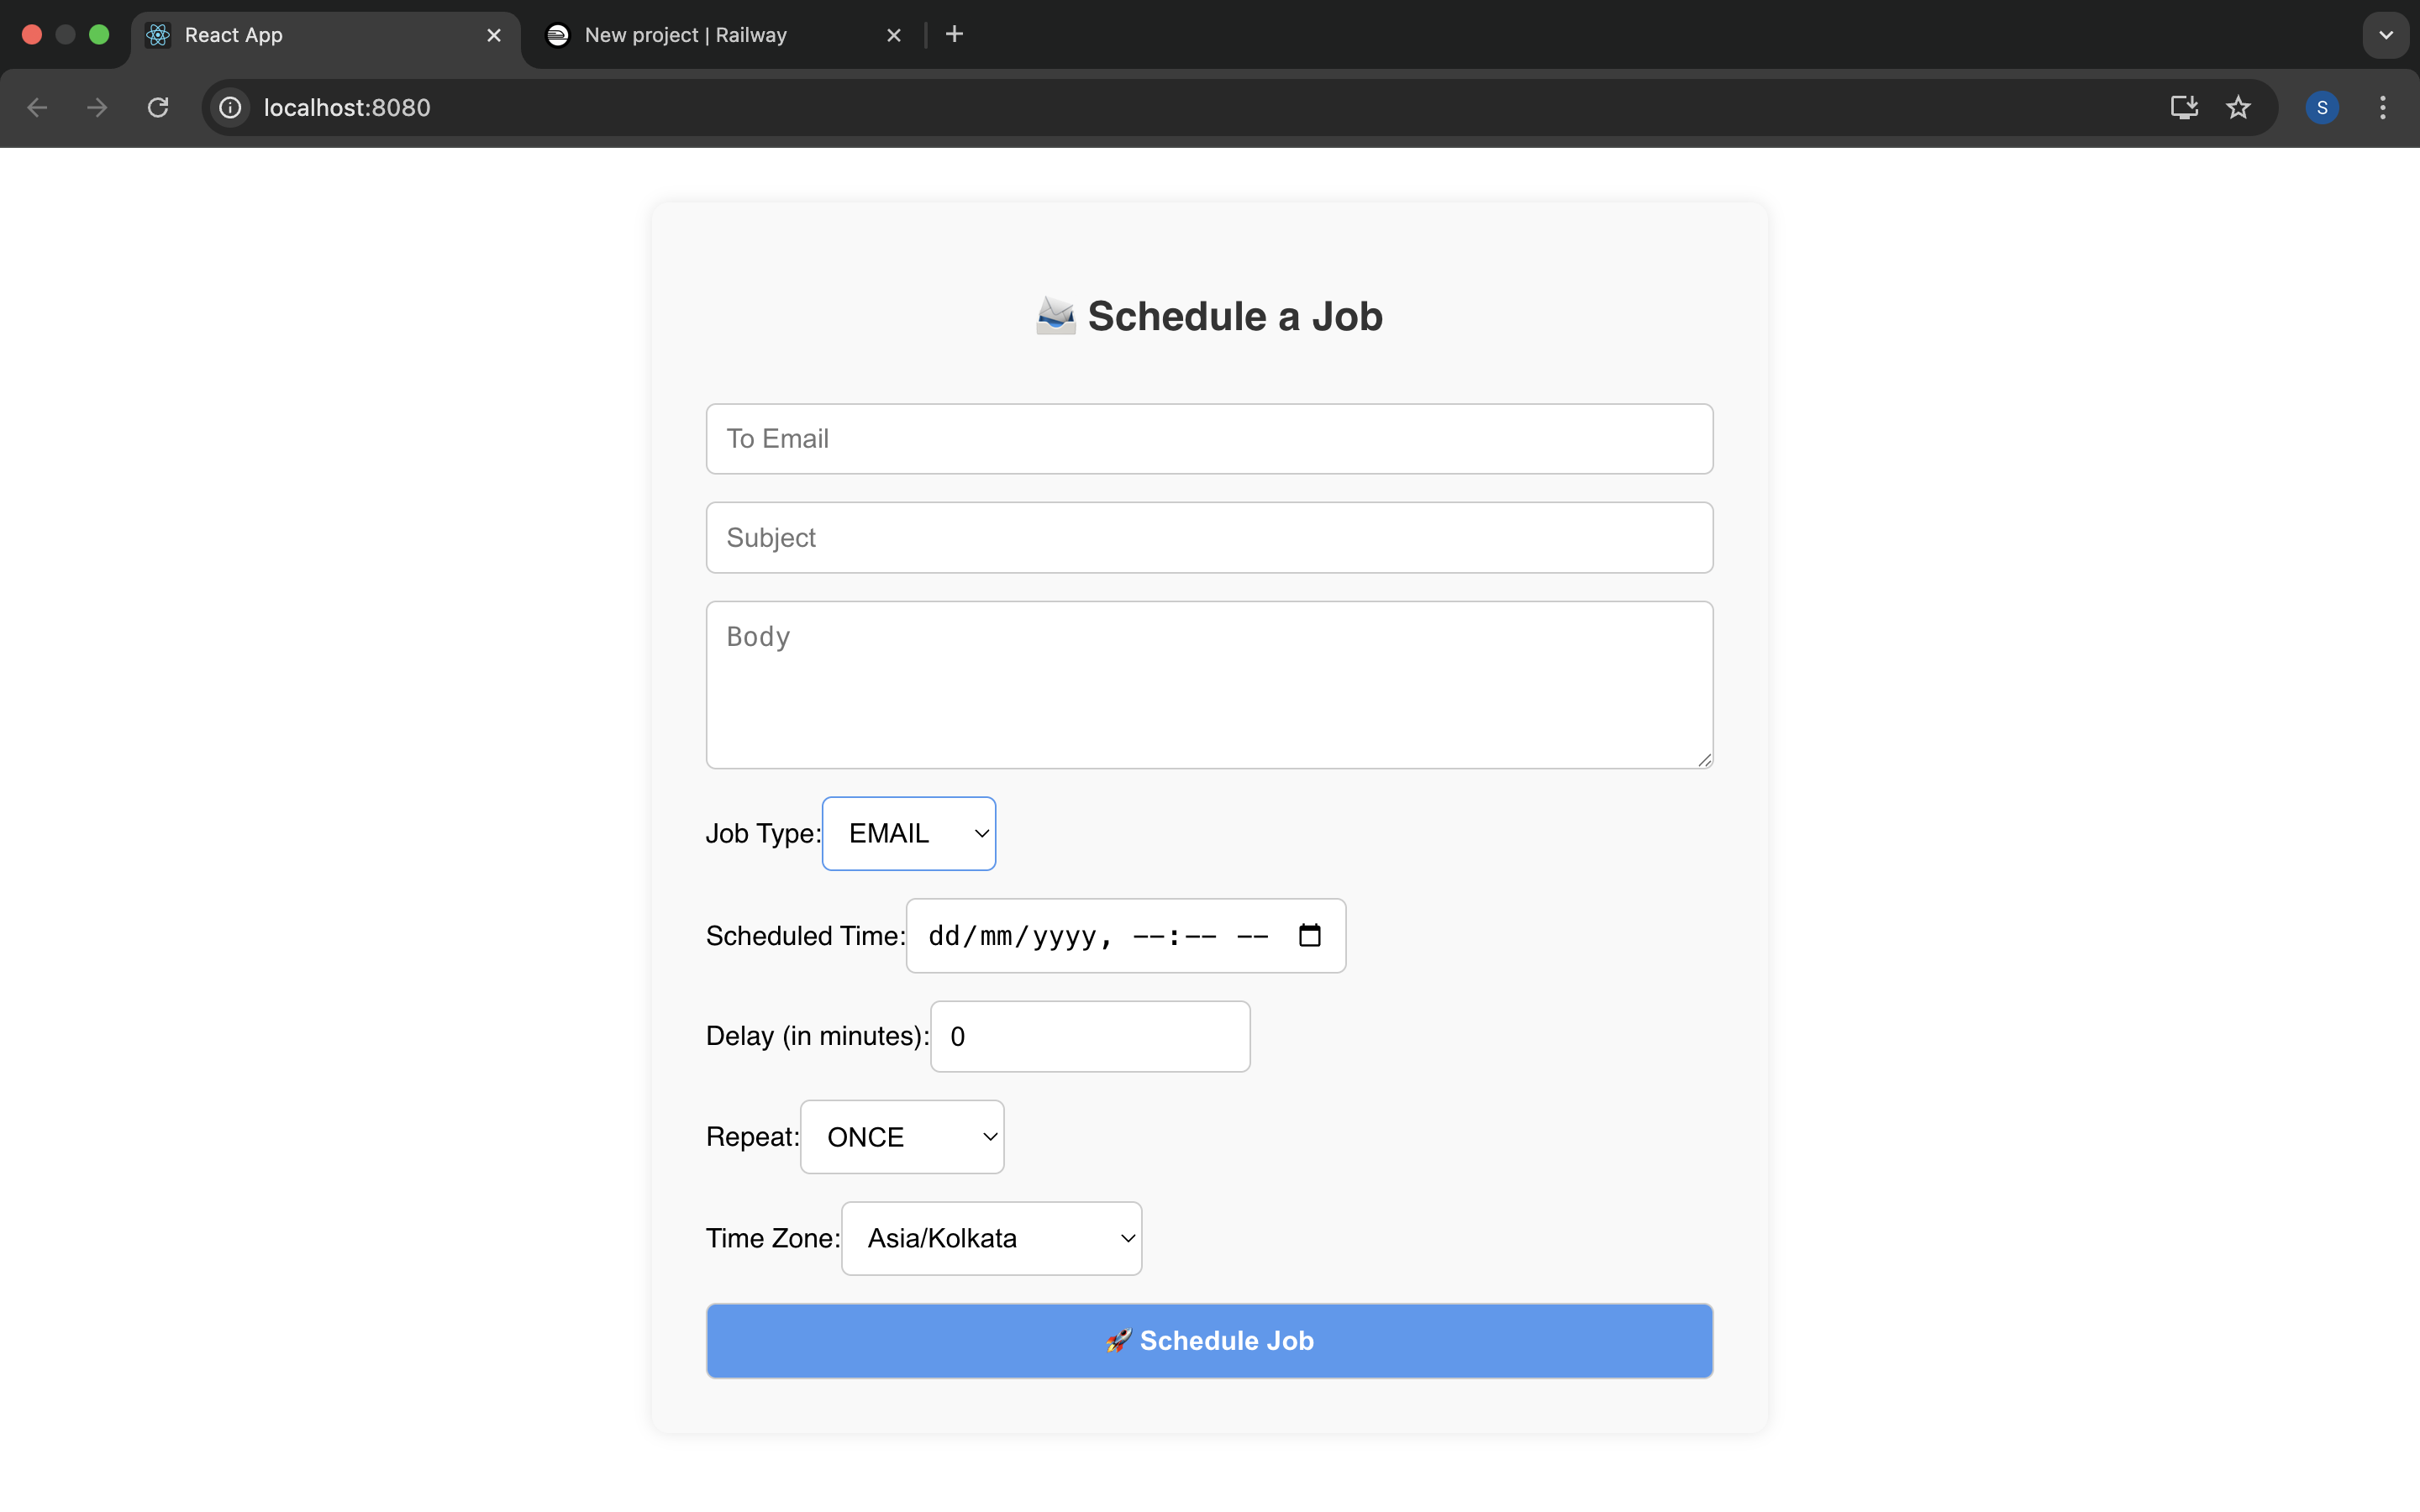 React App
New project | Railway
localhost:8080
S
Schedule a Job
To Email
Subject
Body
Job Type: EMAIL
Scheduled Time: dd/mm/yyyy, --:-- --
Delay (in minutes): 0
Repeat: ONCE
Time Zone: Asia/Kolkata
🚀 Schedule Job